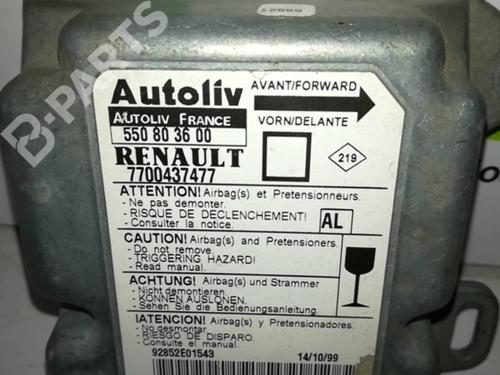 B-PARTS
Autoliv
AVANT/FORWARD
AUTOLIV FRANCE
VORN/DELANTE
550 80 36 00
RENAULT
7700437477
219
ATTENTION! Airbag(s) et Pretensionneurs.
- Ne pas demonter.
- RISQUE DE DECLENCHEMENT!
- Consulter la notice.
AL
CAUTION! Airbag(s) and Pretensioners.
- Do not remove.
- TRIGGERING HAZARD!
- Read manual.
ACHTUNG! Airbag(s) und Strammer
- Nicht demontieren.
- KONNEN AUSLONEN.
- Sehen Sie die Bedienungsanleitung.
IATENCION! Airbag(s) y Pretensionadores.
- No desmontar.
- RIESGO DE DISPARO.
- Consulte el manual.
92852E01543
14/10/99